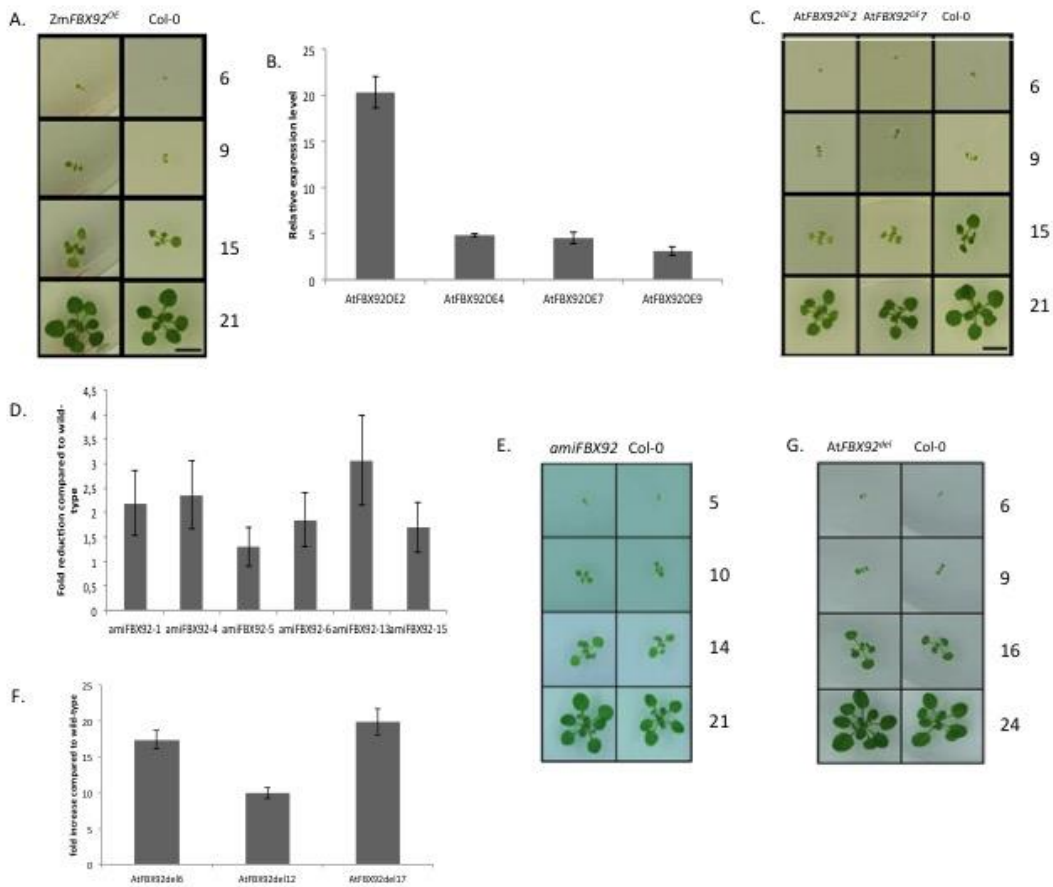 A.
ZmFBX92OE Col-0
6
9
15
21
B.
Relative expression level
25
20
15
10
5
0
AtFBX92OE2 AtFBX92OE4 AtFBX92OE7 AtFBX92OE9
C.
AtFBX92OE2 AtFBX92OE7 Col-0
6
9
15
21
D.
Fold reduction compared to wild-
type
4,5
4
3,5
3
2,5
2
1,5
1
0,5
0
amiFBX92-1 amiFBX92-4 amiFBX92-5 amiFBX92-6 amiFBX92-13 amiFBX92-15
E.
amiFBX92 Col-0
5
10
14
21
F.
fold increase compared to wild-type
25
20
15
10
5
0
AtFBX92del6 AtFBX92del12 AtFBX92del17
G.
AtFBX92del Col-0
6
9
16
24